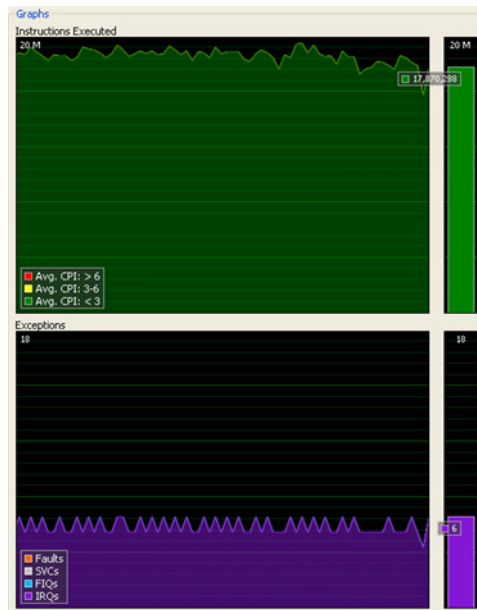 Graphs
Instructions Executed
20 M
20 M
17,870,288
Avg. CPI: > 6
Avg. CPI: 3-6
Avg. CPI: < 3
Exceptions
18
18
6
Faults
SVCs
FIQs
IRQs